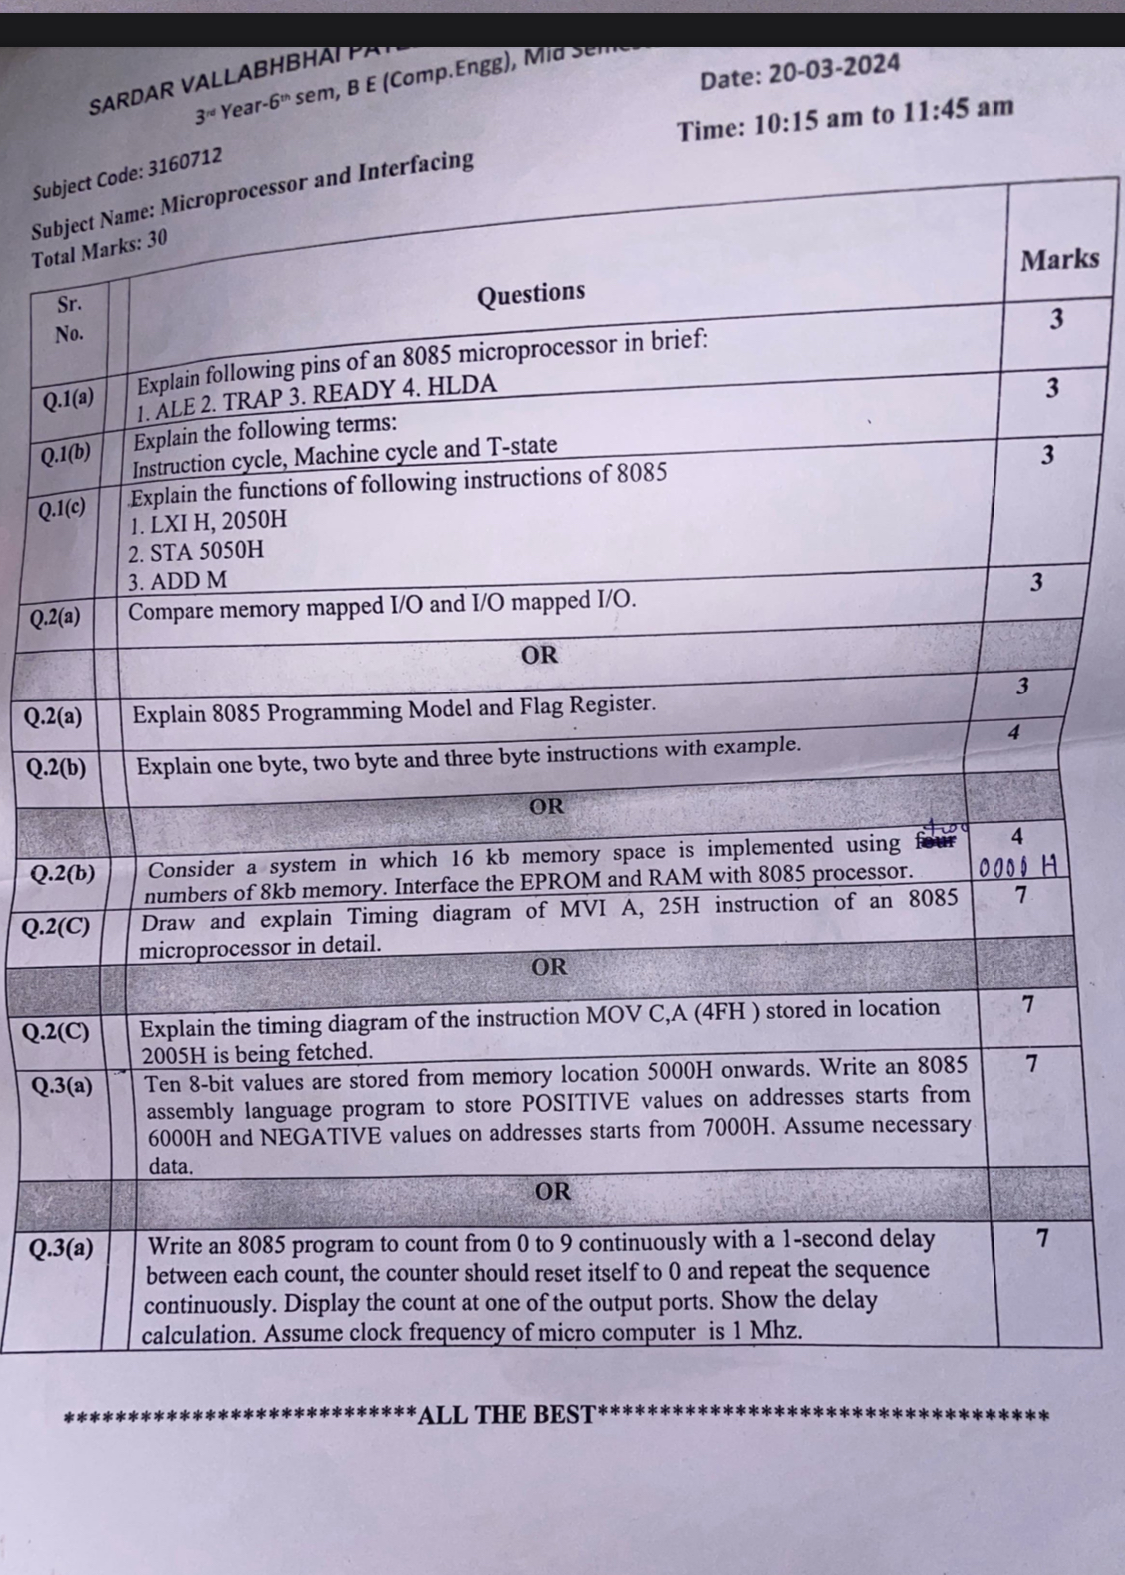 SARDAR VALLABHBHAI
3rd Year-6th sem, B E (Comp.Engg), Mid
Date: 20-03-2024
Time: 10:15 am to 11:45 am
Subject Code: 3160712
Subject Name: Microprocessor and Interfacing
Total Marks: 30
Sr. No. Questions Marks
Q.1(a) Explain following pins of an 8085 microprocessor in brief: 3
1. ALE 2. TRAP 3. READY 4. HLDA
Q.1(b) Explain the following terms: 3
Instruction cycle, Machine cycle and T-state
Q.1(c) Explain the functions of following instructions of 8085 3
1. LXI H, 2050H
2. STA 5050H
3. ADD M
Q.2(a) Compare memory mapped I/O and I/O mapped I/O. 3
OR
Q.2(a) Explain 8085 Programming Model and Flag Register. 3
Q.2(b) Explain one byte, two byte and three byte instructions with example. 4
OR
two
Q.2(b) Consider a system in which 16 kb memory space is implemented using four 4
numbers of 8kb memory. Interface the EPROM and RAM with 8085 processor. 0000 H
Q.2(C) Draw and explain Timing diagram of MVI A, 25H instruction of an 8085 7
microprocessor in detail.
OR
Q.2(C) Explain the timing diagram of the instruction MOV C,A (4FH ) stored in location 7
2005H is being fetched.
Q.3(a) Ten 8-bit values are stored from memory location 5000H onwards. Write an 8085 7
assembly language program to store POSITIVE values on addresses starts from
6000H and NEGATIVE values on addresses starts from 7000H. Assume necessary
data.
OR
Q.3(a) Write an 8085 program to count from 0 to 9 continuously with a 1-second delay 7
between each count, the counter should reset itself to 0 and repeat the sequence
continuously. Display the count at one of the output ports. Show the delay
calculation. Assume clock frequency of micro computer is 1 Mhz.
****************************ALL THE BEST************************************